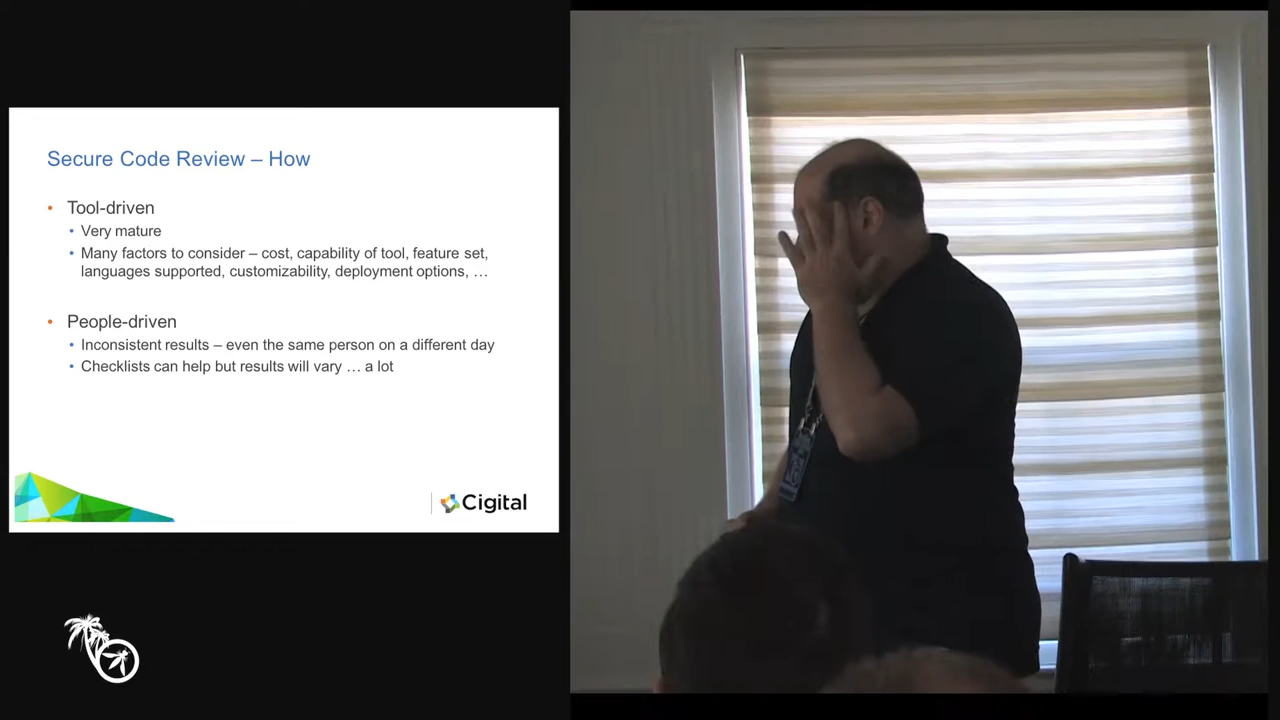 Secure Code Review – How
• Tool-driven
• Very mature
• Many factors to consider – cost, capability of tool, feature set,
languages supported, customizability, deployment options, …
• People-driven
• Inconsistent results – even the same person on a different day
• Checklists can help but results will vary … a lot
Cigital